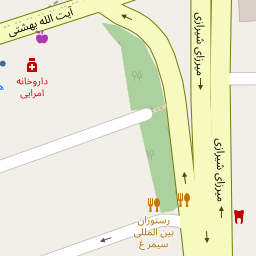 آیت الله بهشتی
میرزای شیرازی
داروخانه
امرایی
میرزای شیرازی
رستوران
بین المللی
سیمرغ